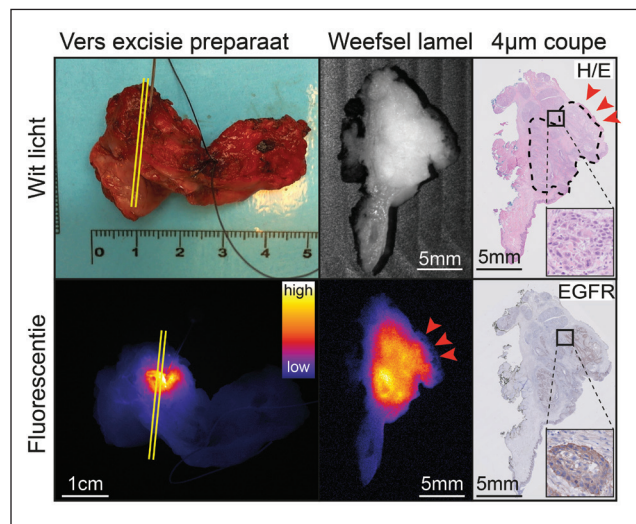 Vers excisie preparaat
Weefsel lamel
4µm coupe
Wit licht
H/E
0 1 2 3 4 5
5mm
5mm
Fluorescentie
high
low
EGFR
1cm
5mm
5mm